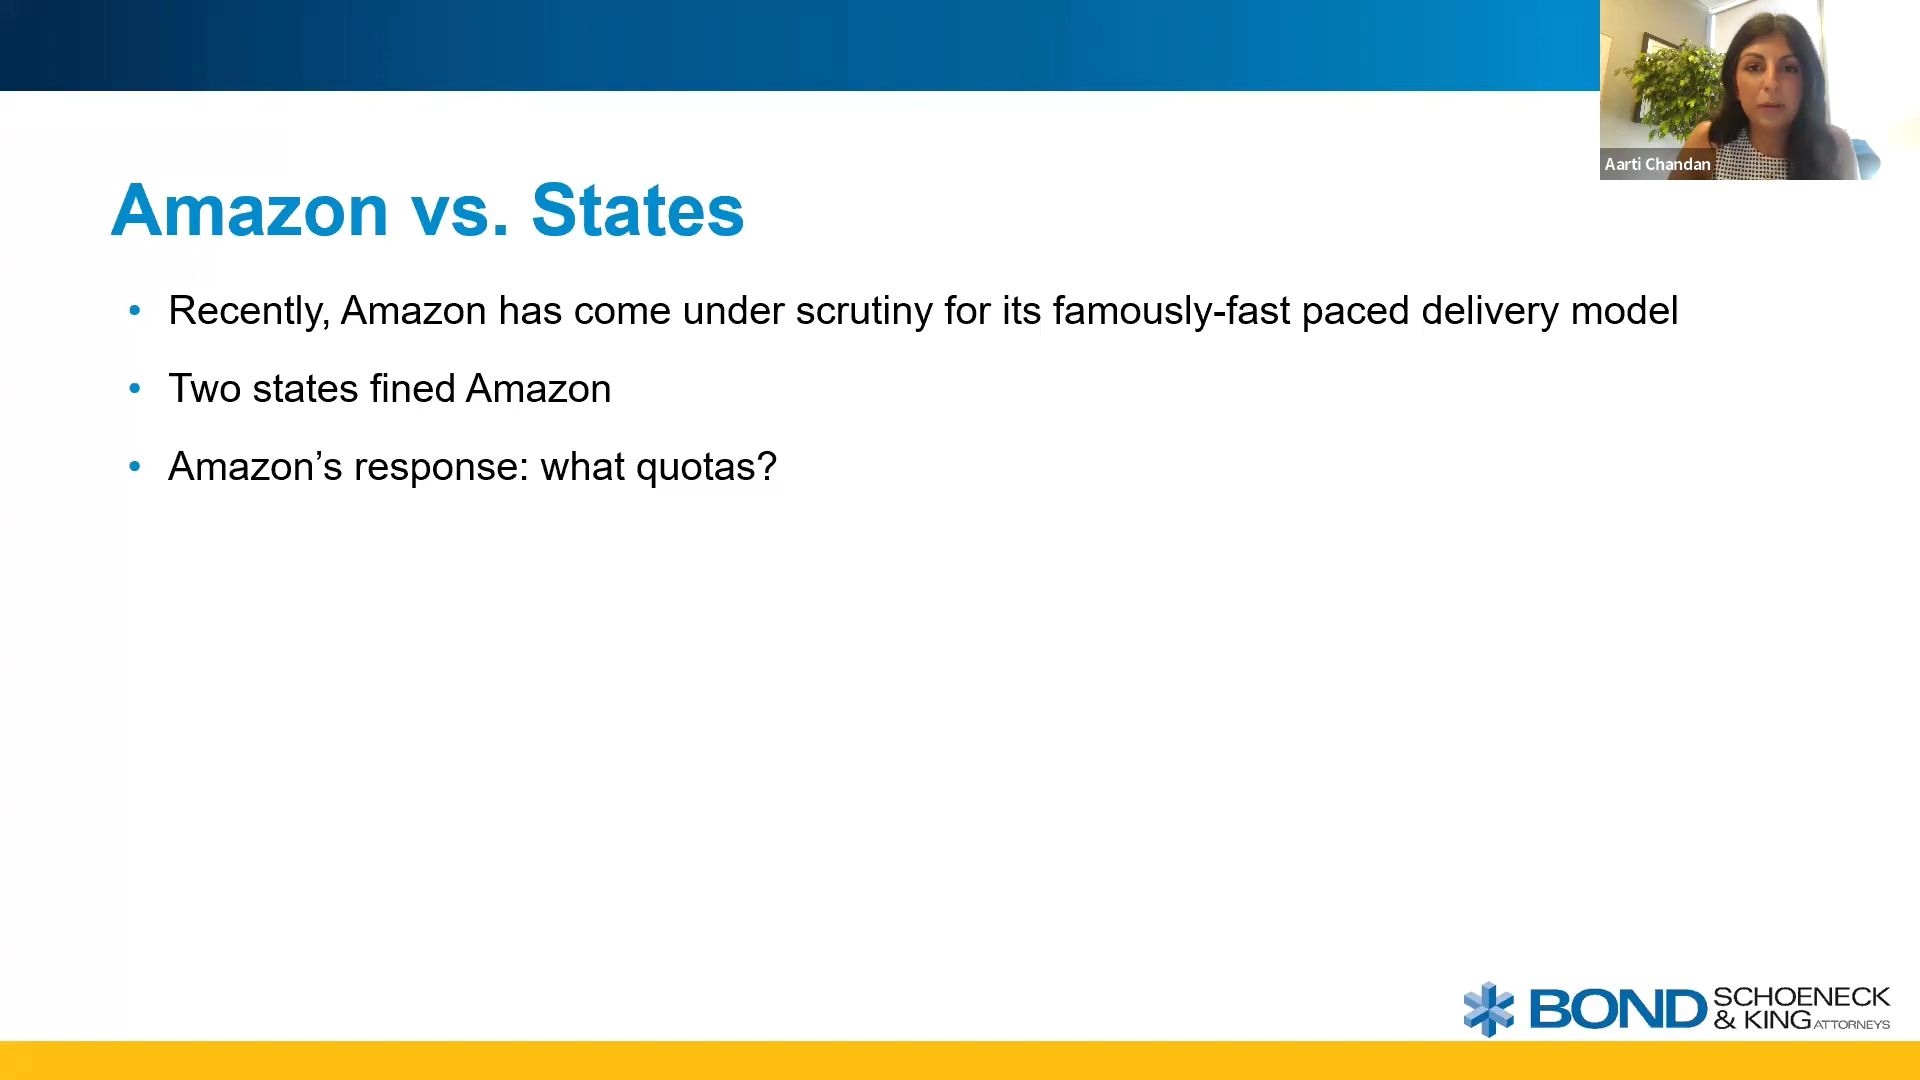 Aarti Chandan
Amazon vs. States
• Recently, Amazon has come under scrutiny for its famously-fast paced delivery model
• Two states fined Amazon
• Amazon’s response: what quotas?
BOND SCHOENECK
& KING ATTORNEYS